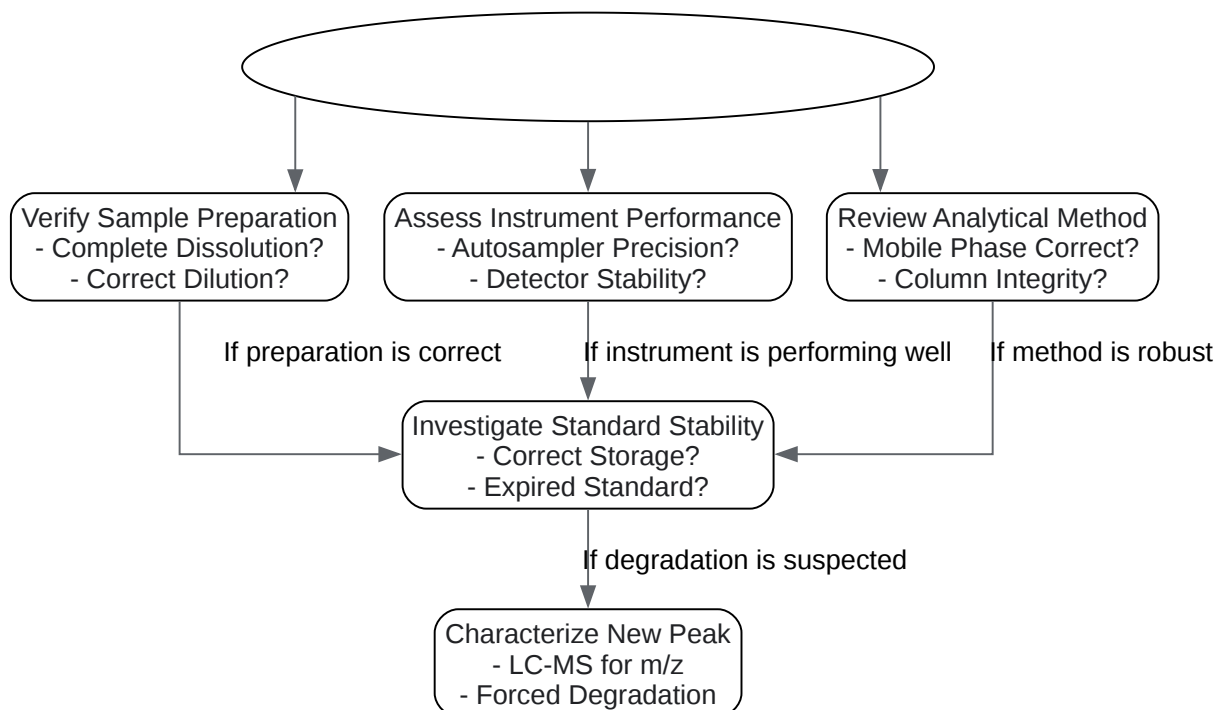 Verify Sample Preparation
- Complete Dissolution?
- Correct Dilution?
Assess Instrument Performance
- Autosampler Precision?
- Detector Stability?
Review Analytical Method
- Mobile Phase Correct?
- Column Integrity?
If preparation is correct
If instrument is performing well
If method is robust
Investigate Standard Stability
- Correct Storage?
- Expired Standard?
If degradation is suspected
Characterize New Peak
- LC-MS for m/z
- Forced Degradation